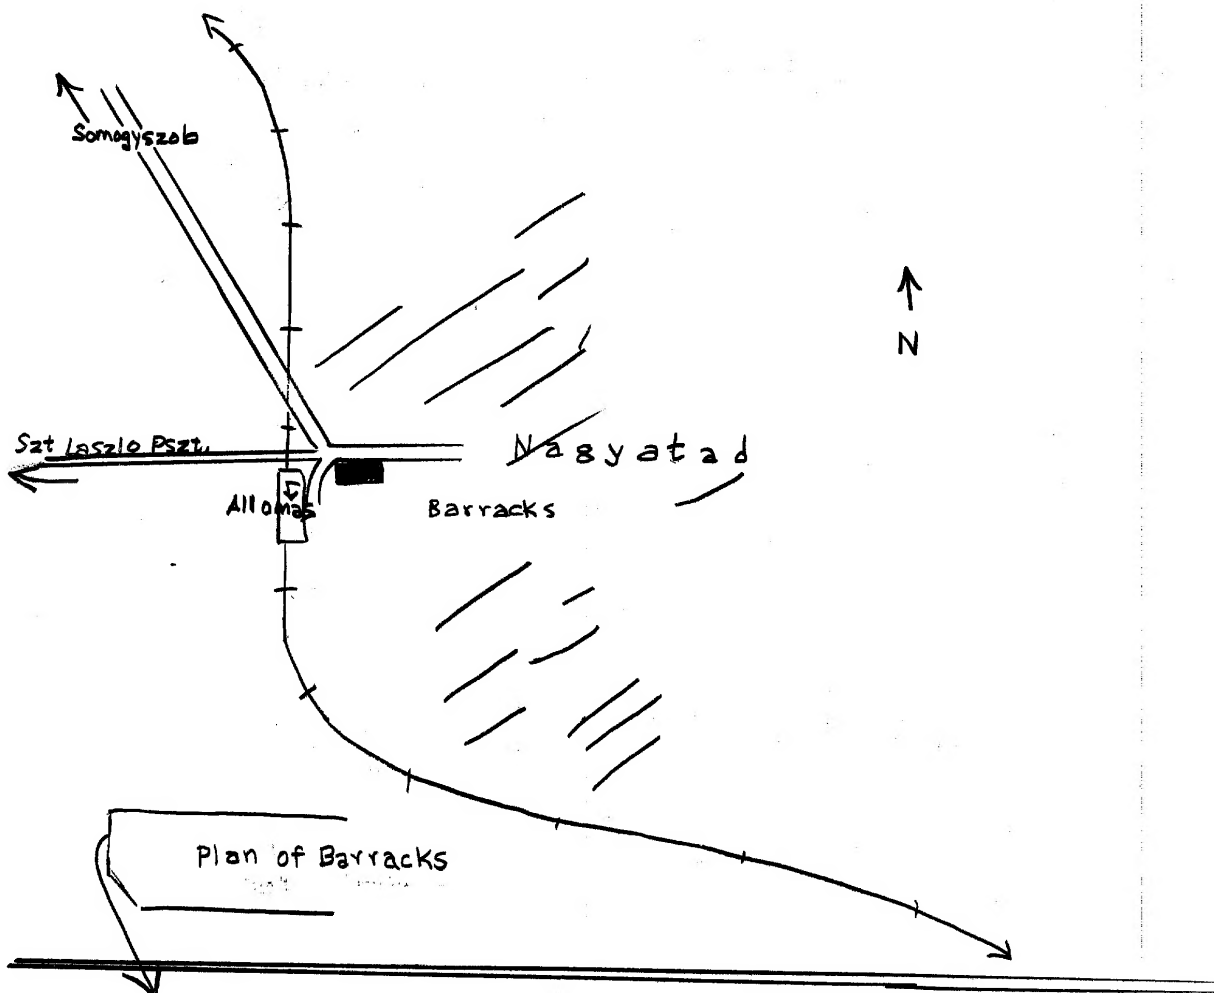 Somogyszob
N
Szt Laszlo Pszt.
Nagyatad
Allomas
Barracks
Plan of Barracks